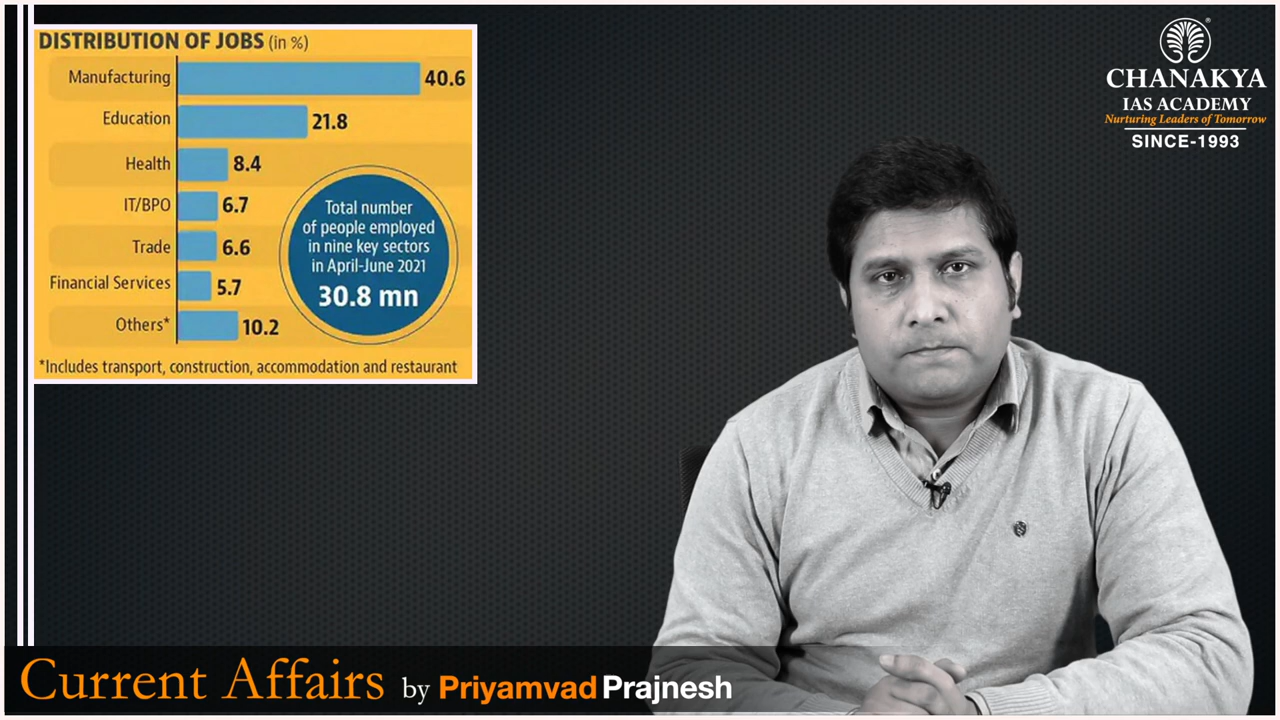 DISTRIBUTION OF JOBS (in %)
Manufacturing 40.6
Education 21.8
Health 8.4
IT/BPO 6.7
Trade 6.6
Financial Services 5.7
Others* 10.2
Total number
of people employed
in nine key sectors
in April-June 2021
30.8 mn
*Includes transport, construction, accommodation and restaurant
®
CHANAKYA
IAS ACADEMY
Nurturing Leaders of Tomorrow
SINCE-1993
Current Affairs by Priyamvad Prajnesh